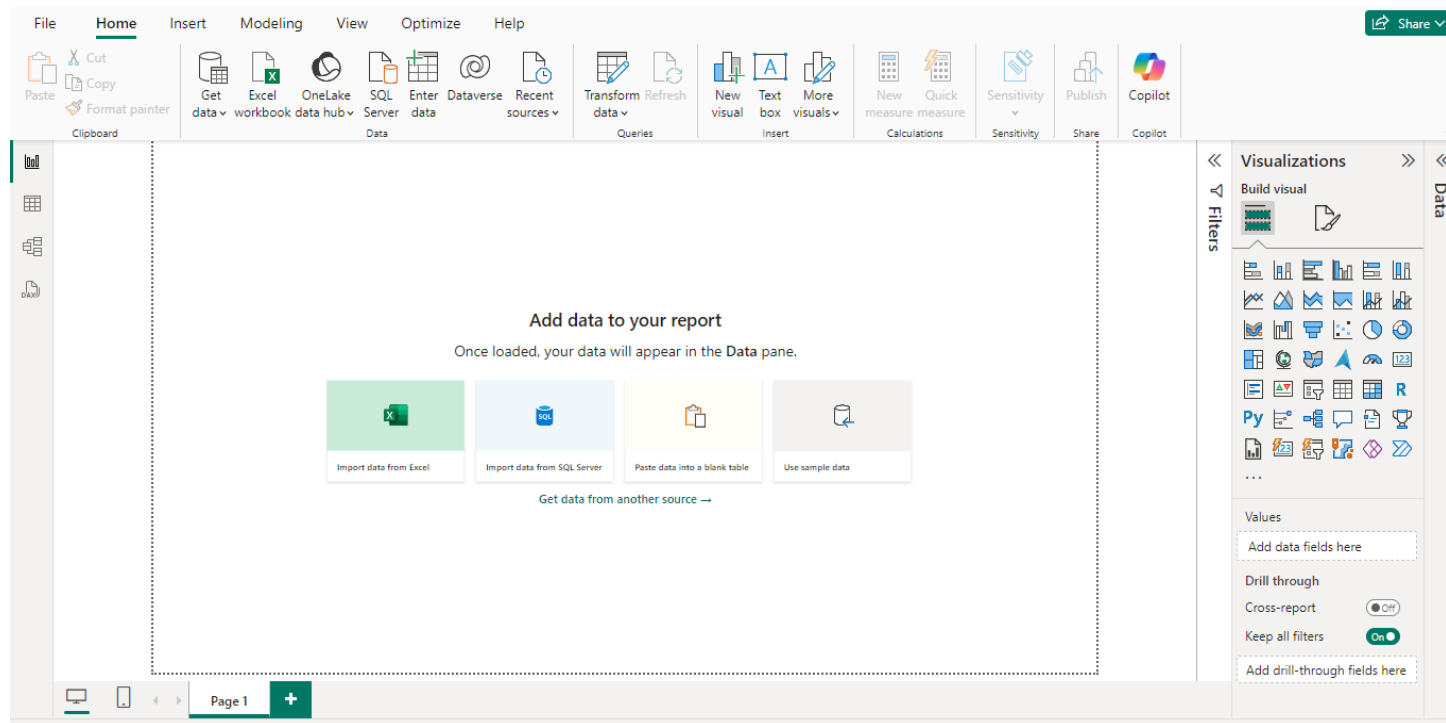 File Home Insert Modeling View Optimize Help Share
Paste
Cut
Copy
Format painter
Clipboard
Get data
Excel workbook
OneLake data hub
SQL Server
Enter data
Dataverse
Recent sources
Data
Transform data
Refresh
Queries
New visual
Text box
More visuals
Insert
New measure
Quick measure
Calculations
Sensitivity
Sensitivity
Publish
Share
Copilot
Copilot
DAX
Add data to your report
Once loaded, your data will appear in the Data pane.
SQL
Import data from Excel
Import data from SQL Server
Paste data into a blank table
Use sample data
Get data from another source →
Filters
Visualizations
Build visual
123
R
Py
123
...
Values
Add data fields here
Drill through
Cross-report Off
Keep all filters On
Add drill-through fields here
Data
Page 1 +